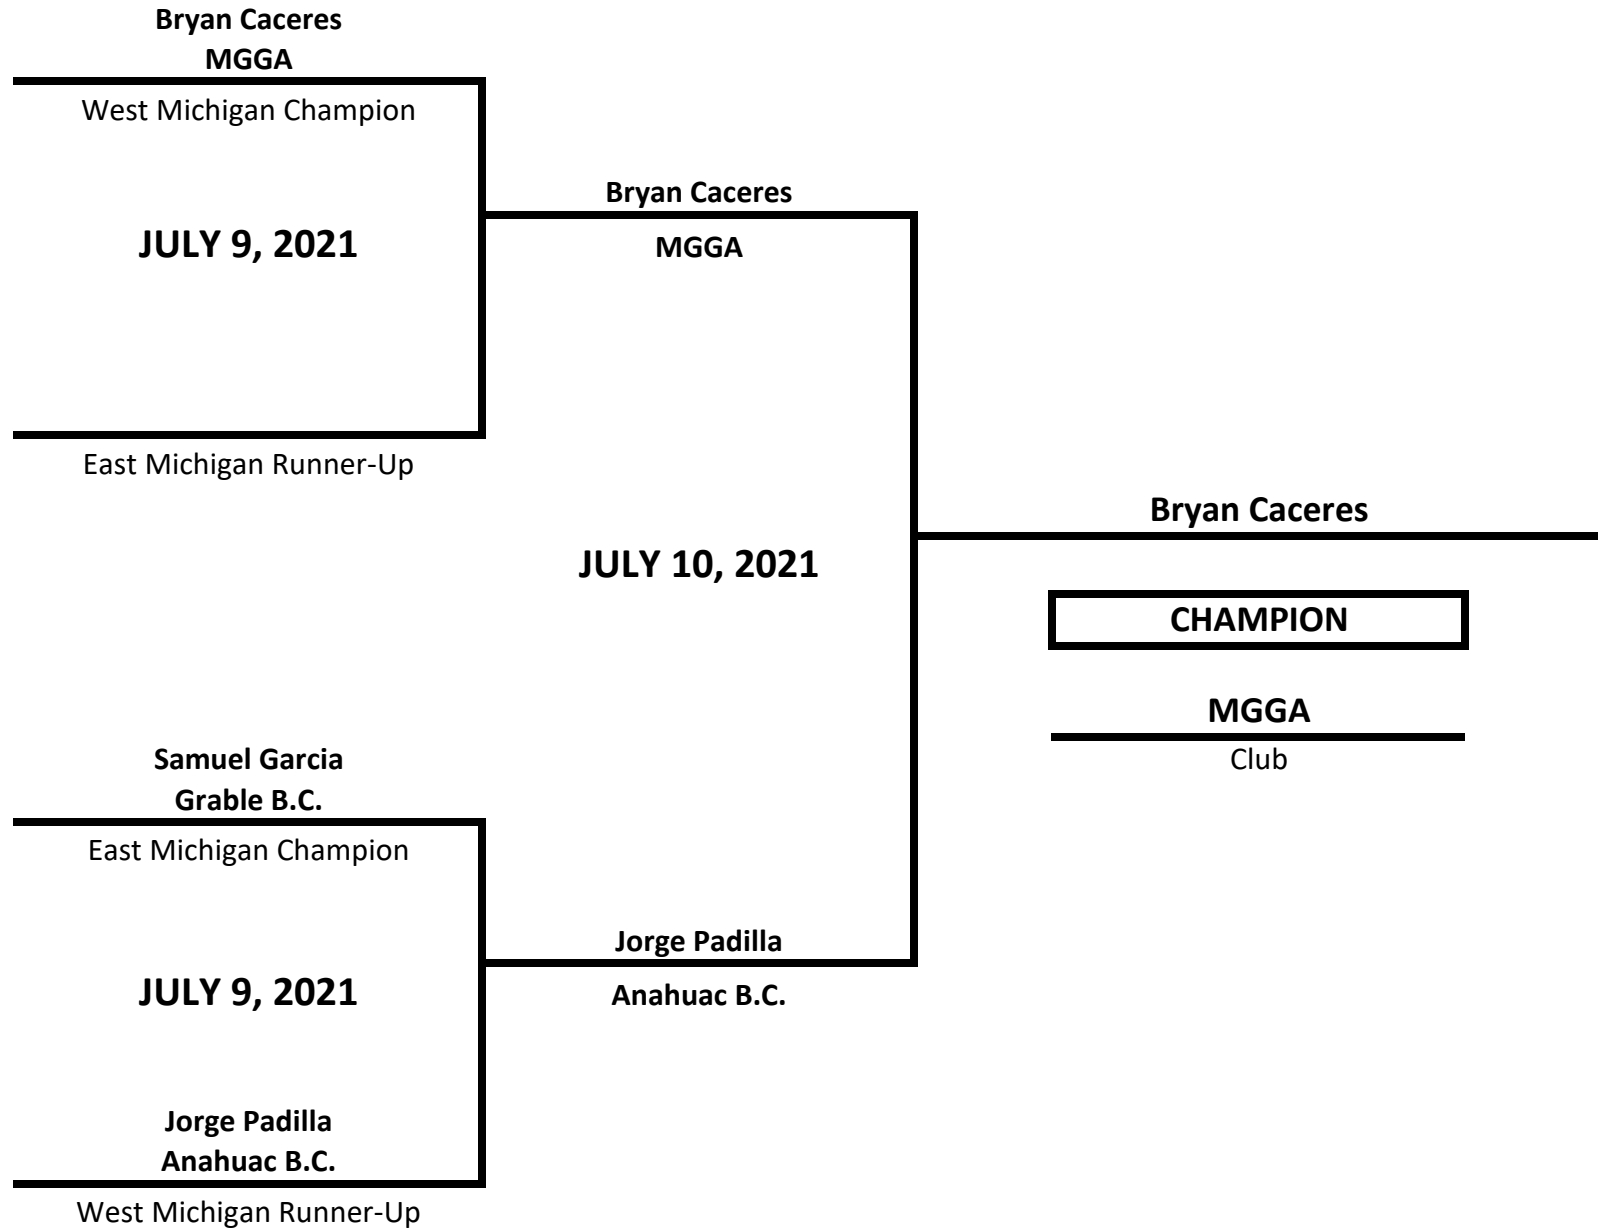 Bryan Caceres
MGGA
West Michigan Champion
JULY 9, 2021
East Michigan Runner-Up
Bryan Caceres
MGGA
JULY 10, 2021
Bryan Caceres
CHAMPION
MGGA
Club
Samuel Garcia
Grable B.C.
East Michigan Champion
JULY 9, 2021
Jorge Padilla
Anahuac B.C.
West Michigan Runner-Up
Jorge Padilla
Anahuac B.C.